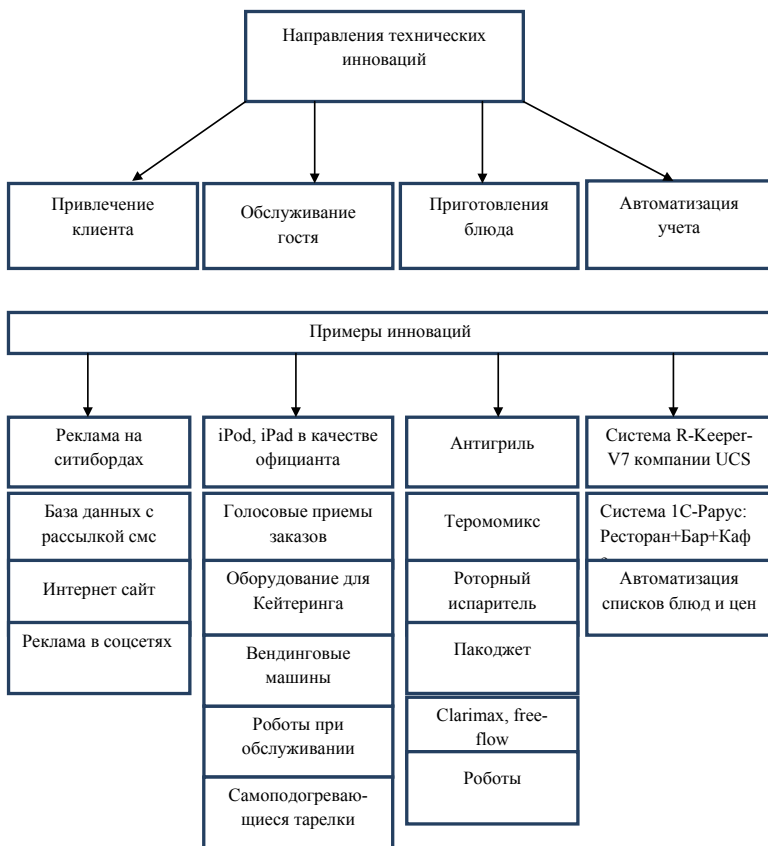 Направления технических
инноваций
Привлечение
клиента
Обслуживание
гостя
Приготовления
блюда
Автоматизация
учета
Примеры инноваций
Реклама на
ситибордах
База данных с
рассылкой смс
Интернет сайт
Реклама в соцсетях
iPod, iPad в качестве
официанта
Голосовые приемы
заказов
Оборудование для
Кейтеринга
Вендинговые
машины
Роботы при
обслуживании
Самоподогреваю-
щиеся тарелки
Антигриль
Теромомикс
Роторный
испаритель
Пакоджет
Clarimax, free-
flow
Роботы
Система R-Keeper-
V7 компании UCS
Система 1С-Рарус:
Ресторан+Бар+Каф
Автоматизация
списков блюд и цен